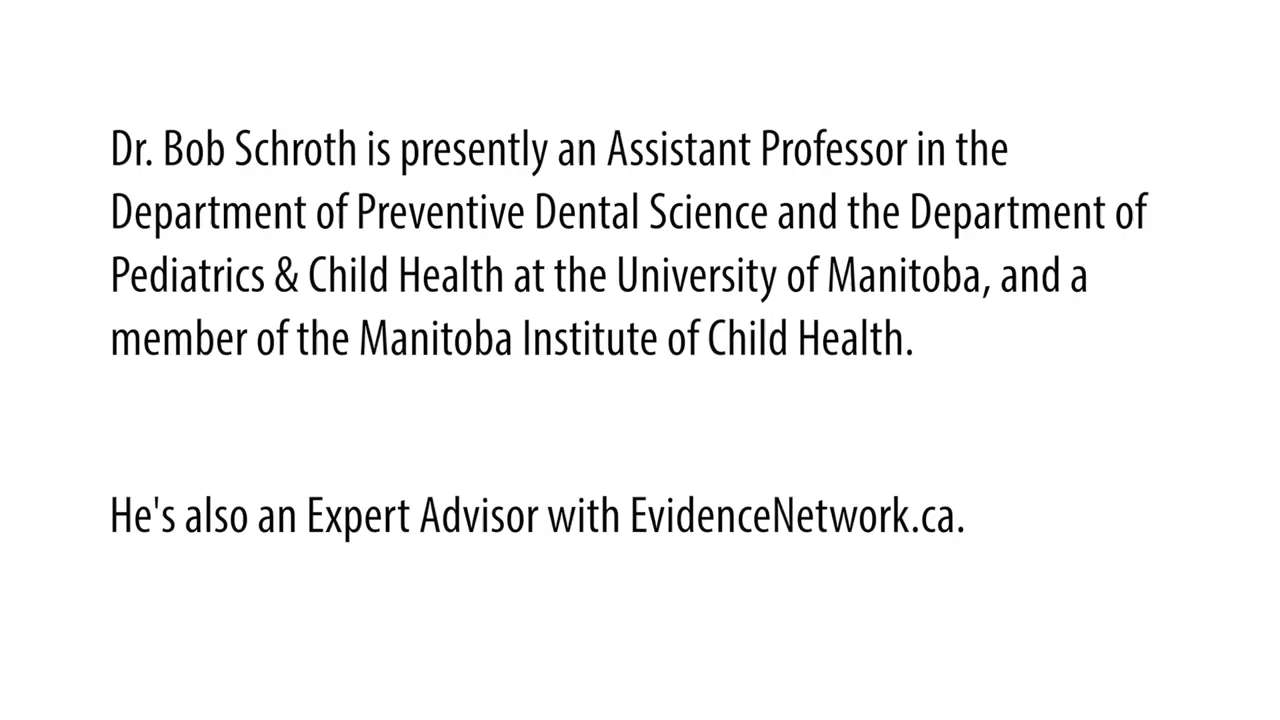 Dr. Bob Schroth is presently an Assistant Professor in the
Department of Preventive Dental Science and the Department of
Pediatrics & Child Health at the University of Manitoba, and a
member of the Manitoba Institute of Child Health.
He's also an Expert Advisor with EvidenceNetwork.ca.